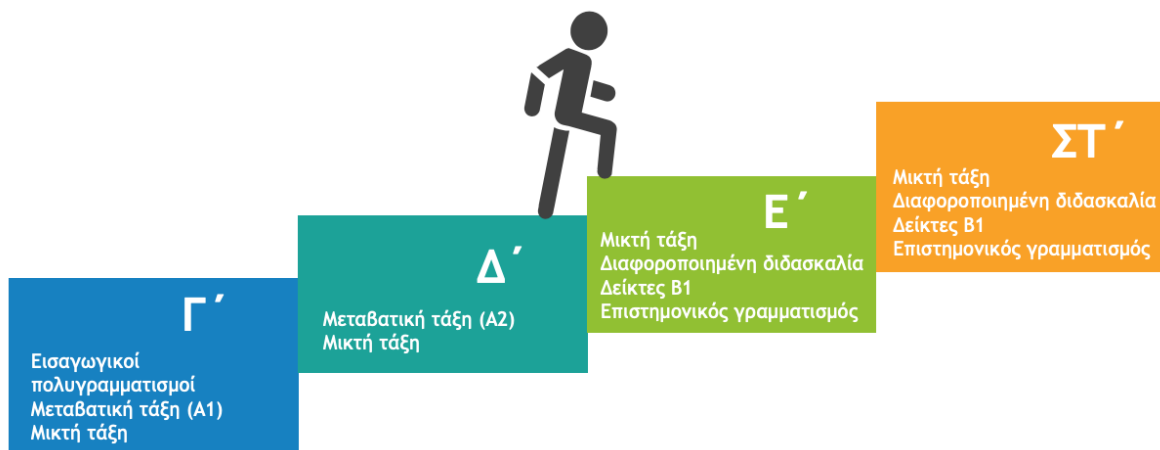 Γ´
Εισαγωγικοί
πολυγραμματισμοί
Μεταβατική τάξη (Α1)
Μικτή τάξη
Δ´
Μεταβατική τάξη (Α2)
Μικτή τάξη
Ε´
Μικτή τάξη
Διαφοροποιημένη διδασκαλία
Δείκτες Β1
Επιστημονικός γραμματισμός
ΣΤ´
Μικτή τάξη
Διαφοροποιημένη διδασκαλία
Δείκτες Β1
Επιστημονικός γραμματισμός